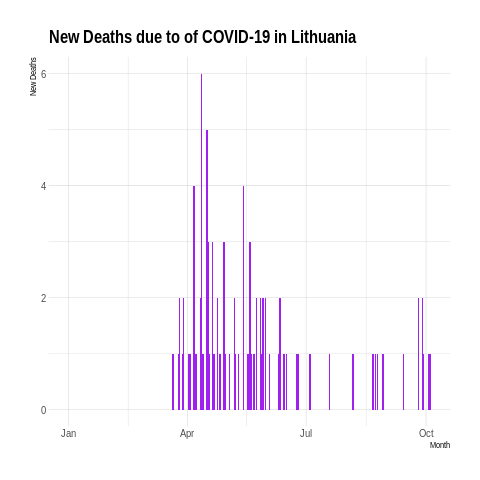 New Deaths due to of COVID-19 in Lithuania
New Deaths
6
4
2
0
Jan
Apr
Jul
Oct
Month